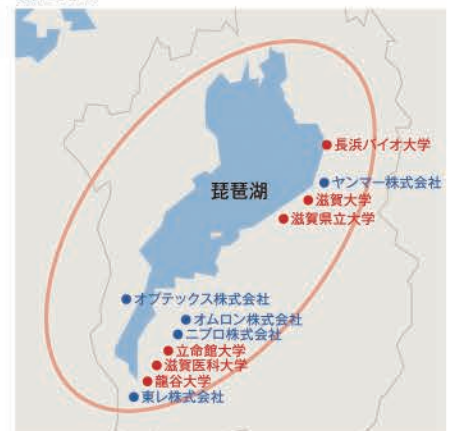 長浜バイオ大学
ヤンマー株式会社
琵琶湖
滋賀大学
滋賀県立大学
オプテックス株式会社
オムロン株式会社
ニプロ株式会社
立命館大学
滋賀医科大学
龍谷大学
東レ株式会社